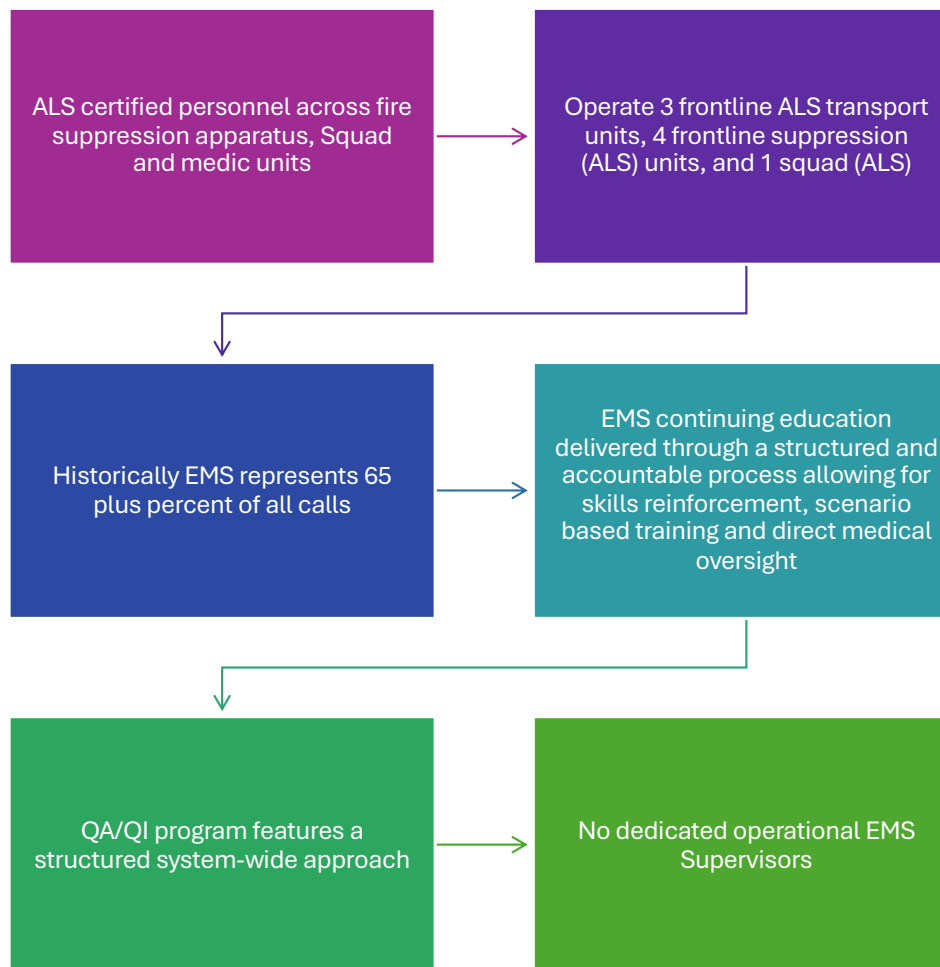 ALS certified personnel across fire
suppression apparatus, Squad
and medic units
Operate 3 frontline ALS transport
units, 4 frontline suppression
(ALS) units, and 1 squad (ALS)
Historically EMS represents 65
plus percent of all calls
EMS continuing education
delivered through a structured and
accountable process allowing for
skills reinforcement, scenario
based training and direct medical
oversight
QA/QI program features a
structured system-wide approach
No dedicated operational EMS
Supervisors